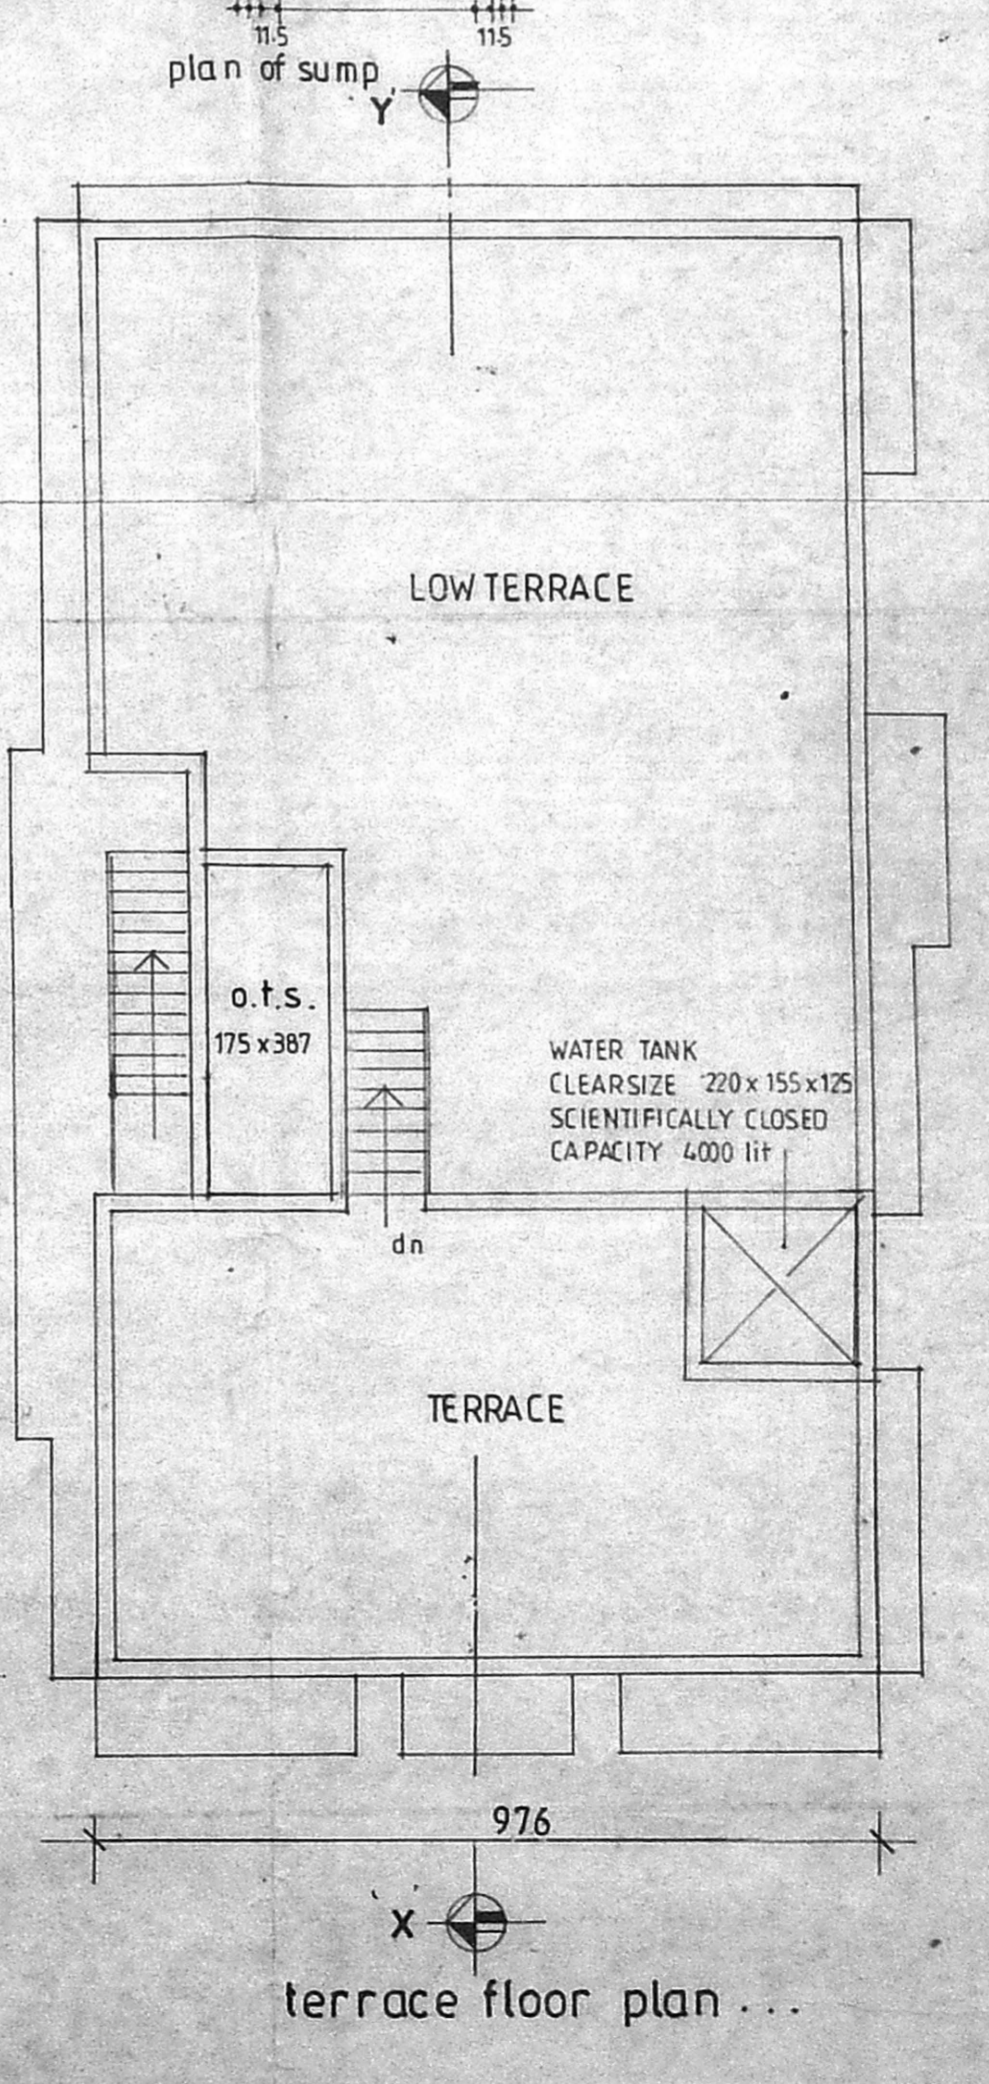 11.5 11.5
plan of sump
'Y'
LOW TERRACE
o.t.s.
175 x 387
WATER TANK
CLEARSIZE 220 x 155 x 125
SCIENTIFICALLY CLOSED
CAPACITY 4000 lit
dn
TERRACE
976
'X'
terrace floor plan ...